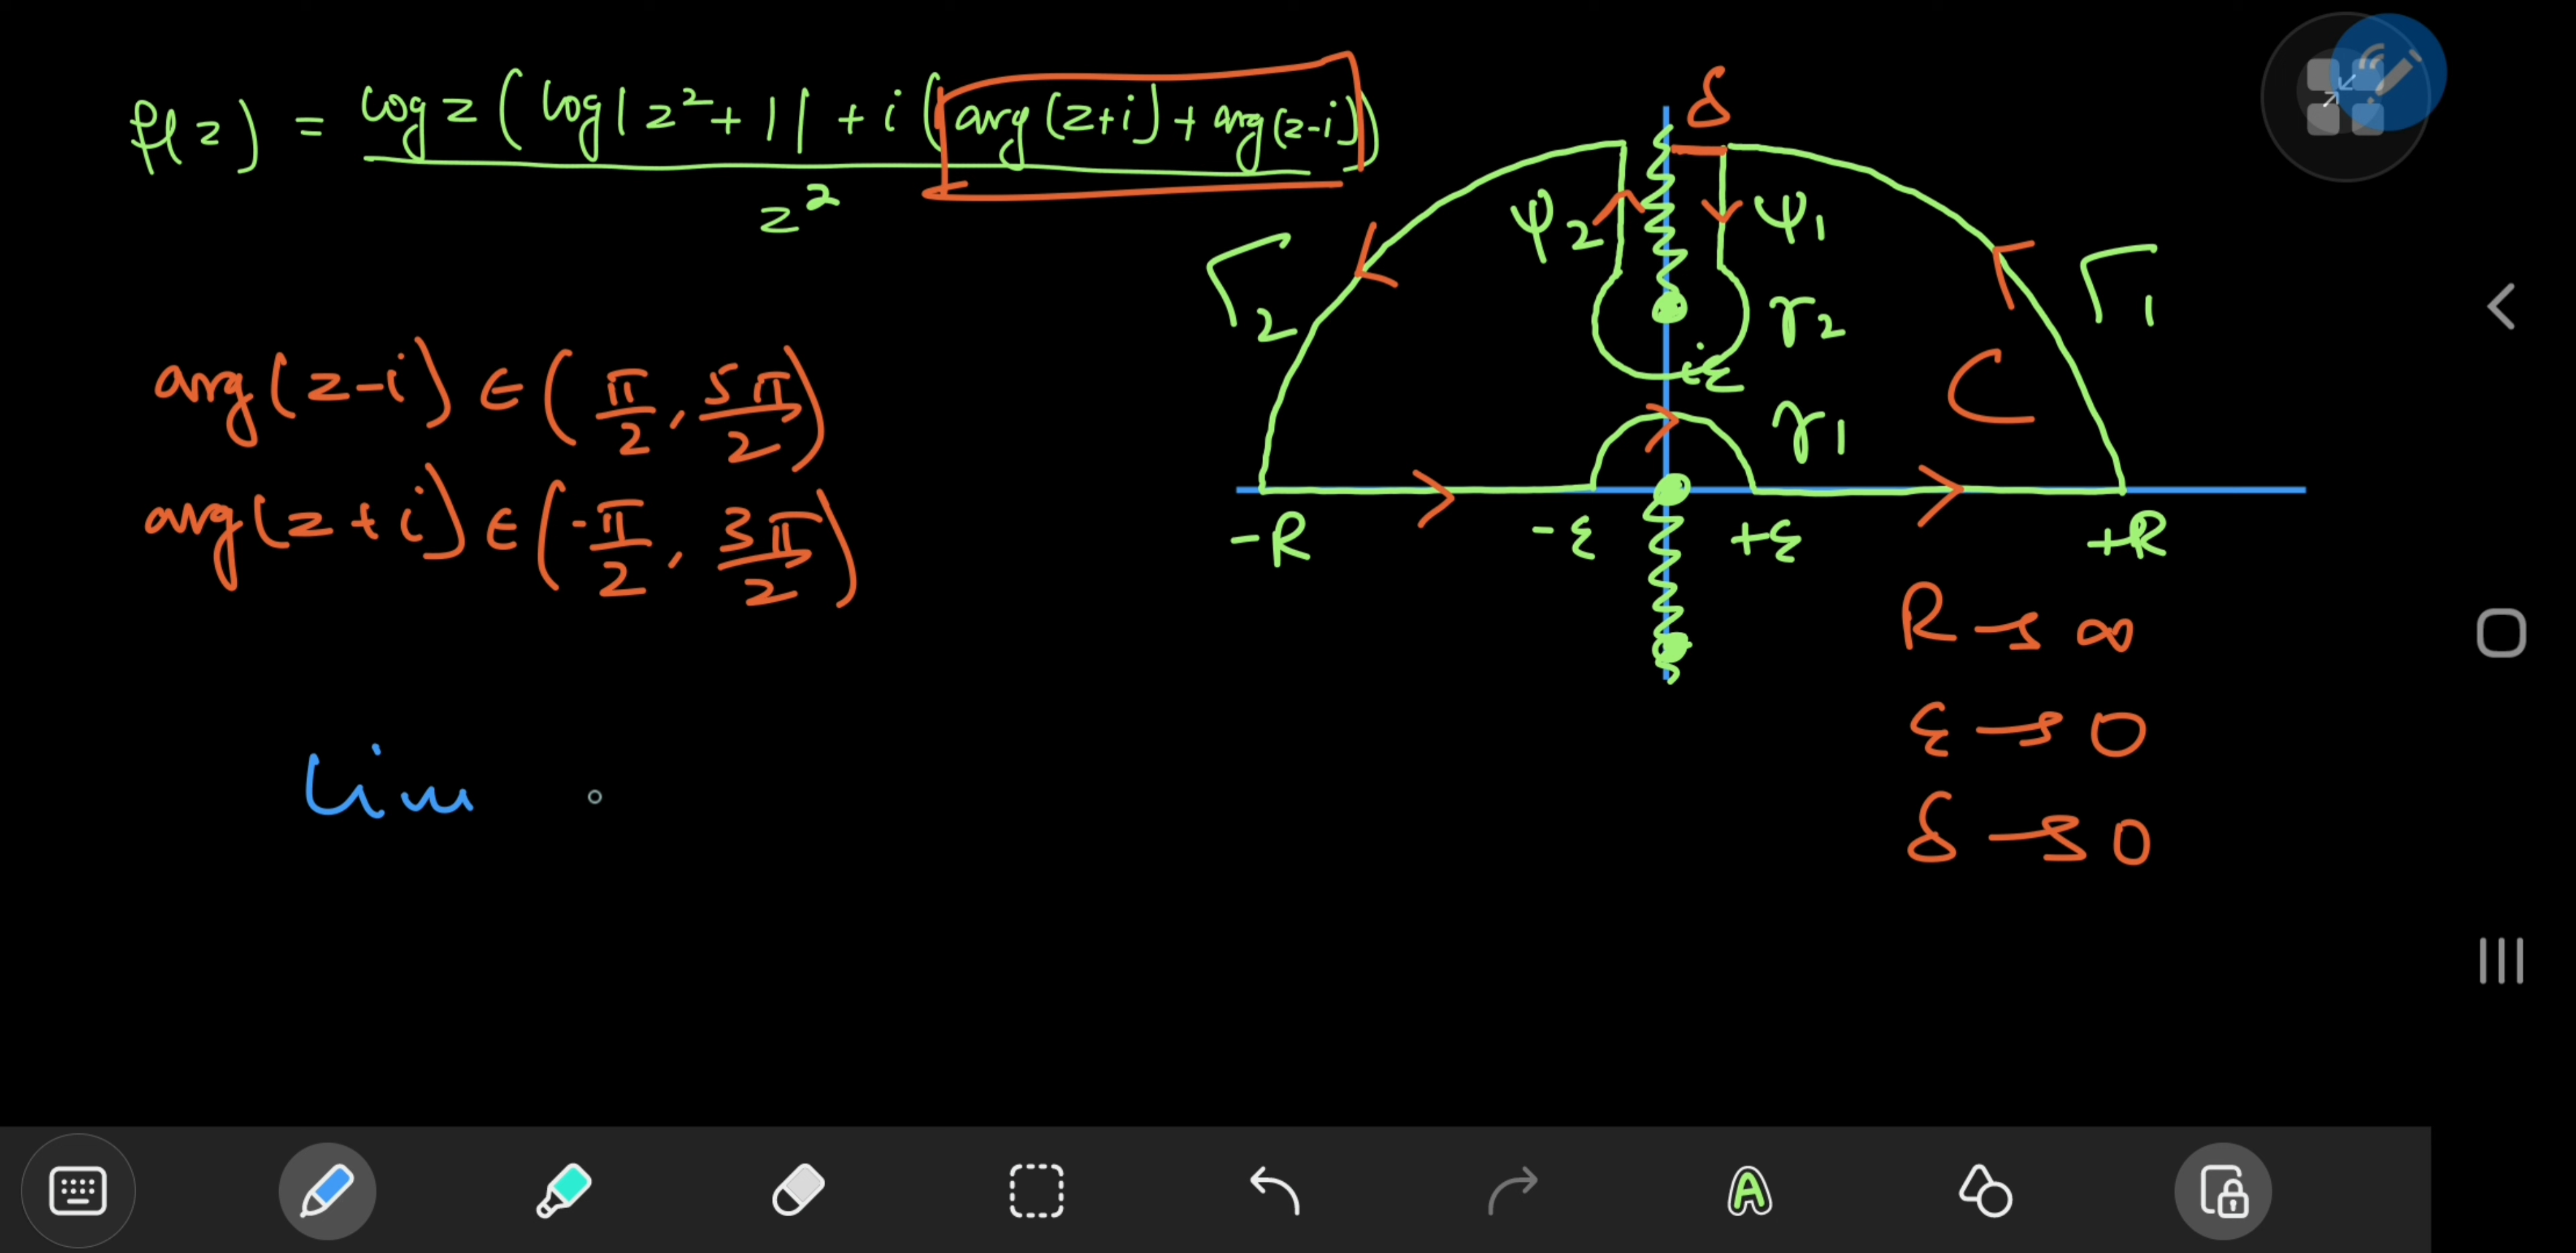 f(z) = log z ( log | z² + 1 | + i ( arg (z+i) + arg (z-i) ) ) / z²
arg (z-i) ∈ ( π/2 , 5π/2 )
arg (z+i) ∈ ( -π/2 , 3π/2 )
lim
δ
ψ2 ψ1
Γ2 Γ1
γ2
i ε
C
γ1
-R -ε +ε +R
R → ∞
ε → 0
δ → 0
A